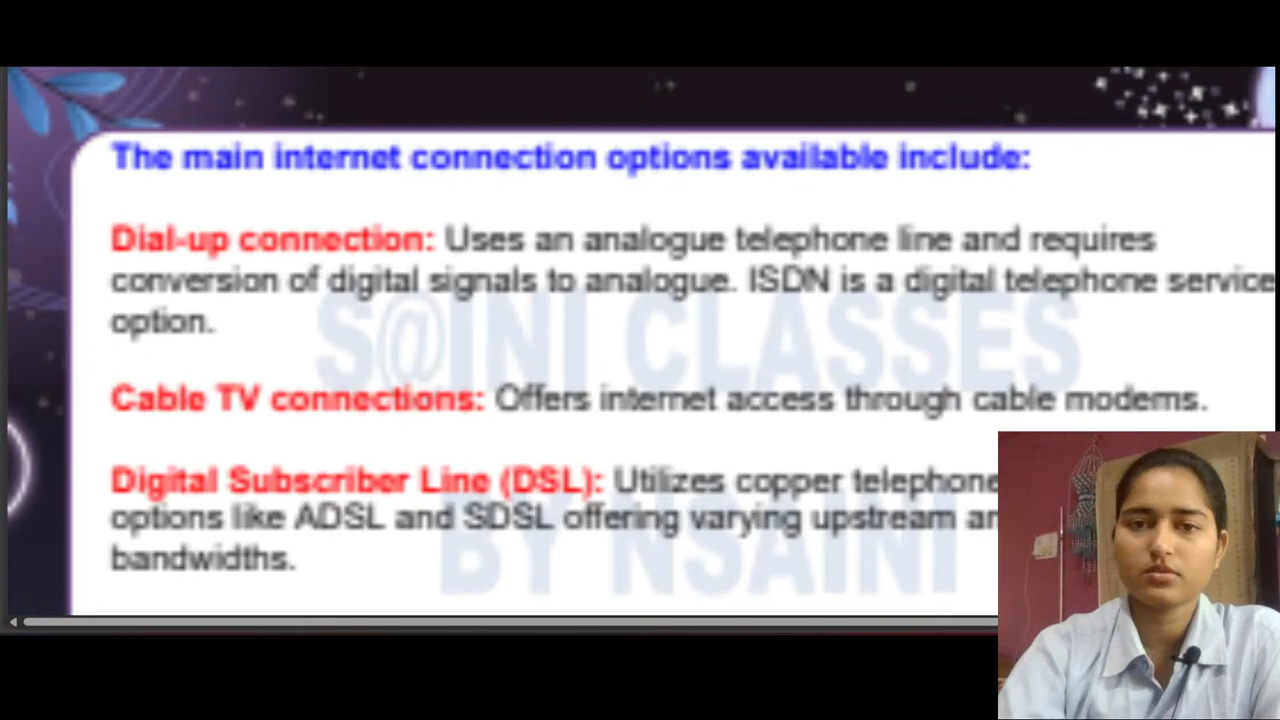 The main internet connection options available include:
Dial-up connection: Uses an analogue telephone line and requires
conversion of digital signals to analogue. ISDN is a digital telephone service
option.
Cable TV connections: Offers internet access through cable modems.
Digital Subscriber Line (DSL): Utilizes copper telephone
options like ADSL and SDSL offering varying upstream
bandwidths.
S@INI CLASSES
BY NSAINI